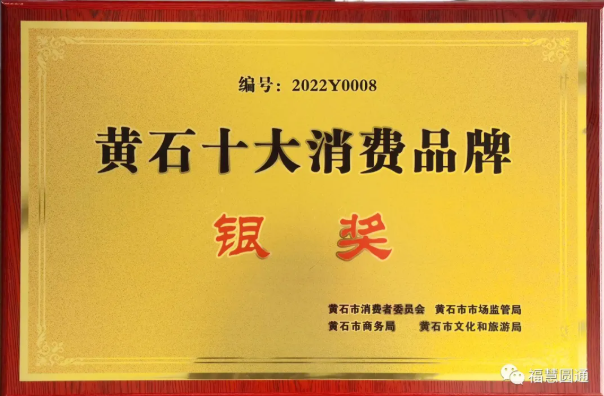 编号：2022Y0008
黄石十大消费品牌
银 奖
黄石市消费者委员会 黄石市市场监管局
黄石市商务局 黄石市文化和旅游局
福慧圆通